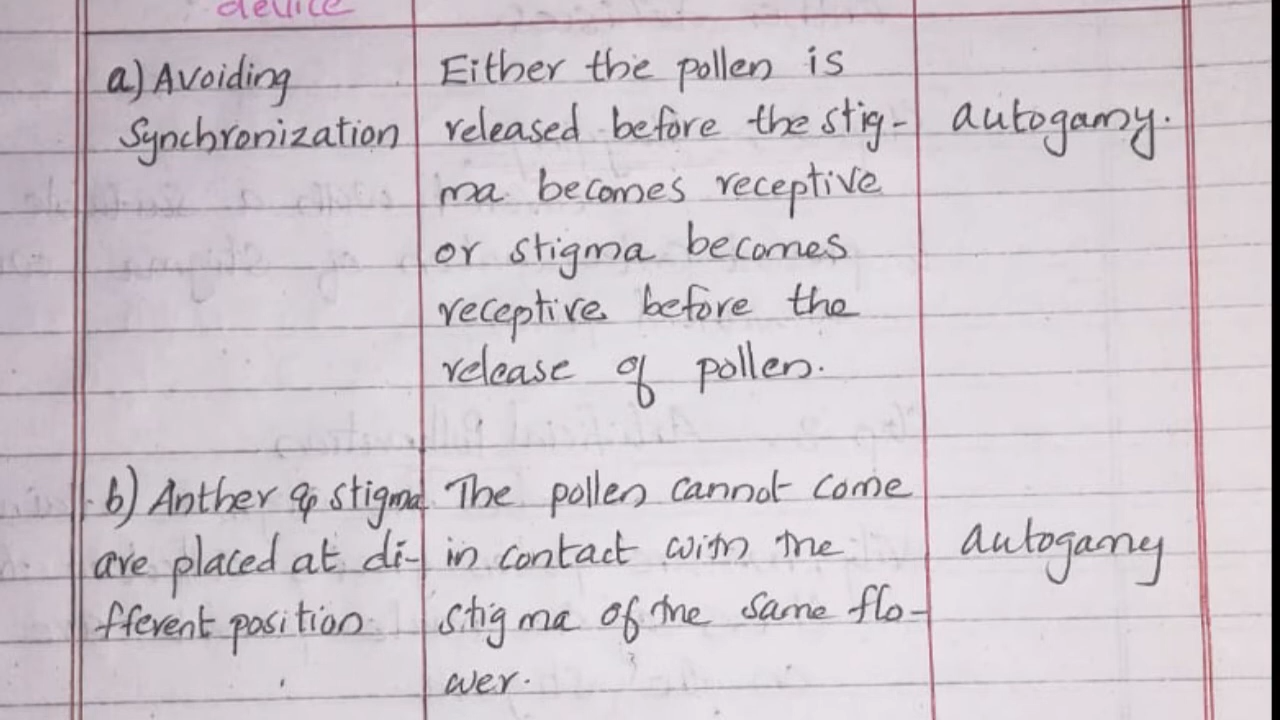 device
a) Avoiding
Synchronization
Either the pollen is
released before the stig-
ma becomes receptive
or stigma becomes
receptive before the
release of pollen.
autogamy.
b) Anther & stigma
are placed at di-
fferent position
The pollen cannot come
in contact with the
stigma of the same flo-
wer.
autogamy